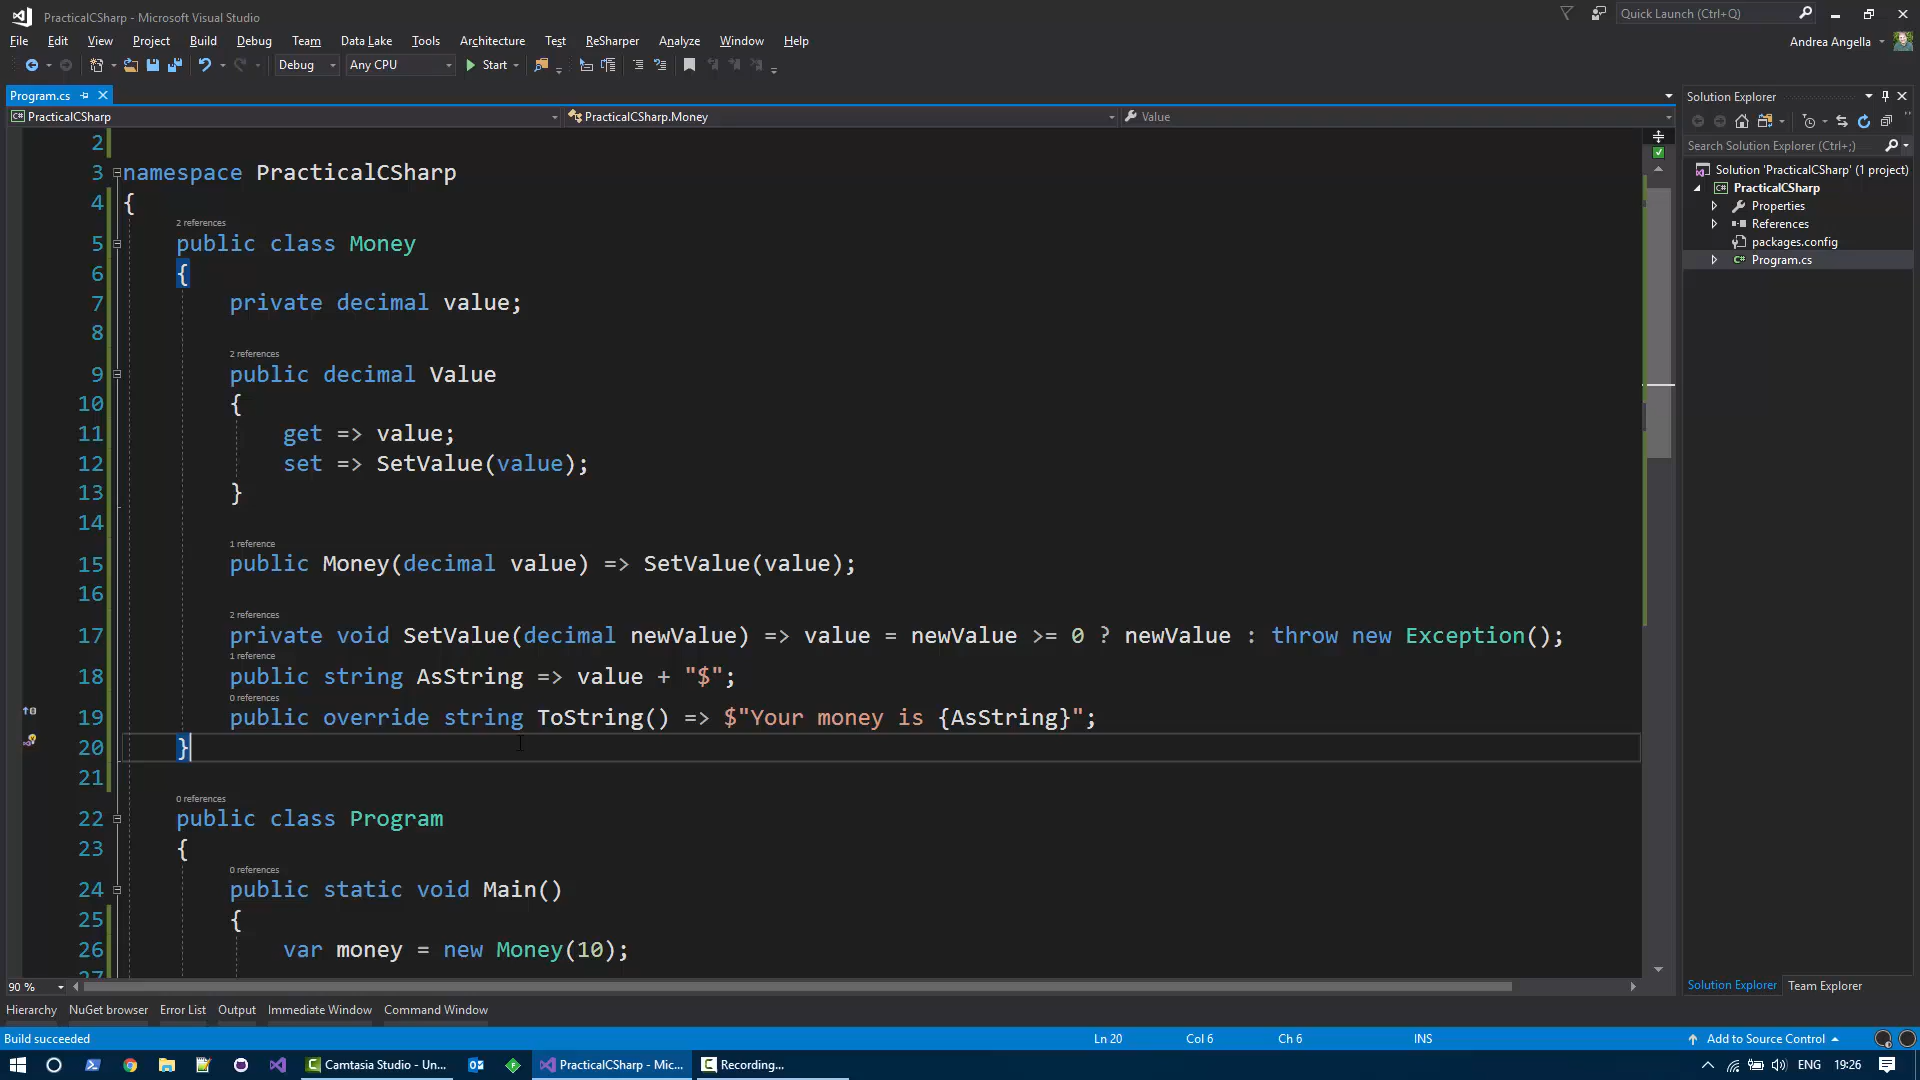 PracticalCSharp - Microsoft Visual Studio
Quick Launch (Ctrl+Q)
File Edit View Project Build Debug Team Data Lake Tools Architecture Test ReSharper Analyze Window Help
Andrea Angella
Debug Any CPU Start
Program.cs
PracticalCSharp PracticalCSharp.Money Value
2
3 namespace PracticalCSharp
4 {
2 references
5 public class Money
6 {
7 private decimal value;
8
2 references
9 public decimal Value
10 {
11 get => value;
12 set => SetValue(value);
13 }
14
1 reference
15 public Money(decimal value) => SetValue(value);
16
2 references
17 private void SetValue(decimal newValue) => value = newValue >= 0 ? newValue : throw new Exception();
1 reference
18 public string AsString => value + "$";
0 references
19 public override string ToString() => $"Your money is {AsString}";
20 }
21
0 references
22 public class Program
23 {
0 references
24 public static void Main()
25 {
26 var money = new Money(10);
27
90 %
Solution Explorer
Search Solution Explorer (Ctrl+;)
Solution 'PracticalCSharp' (1 project)
PracticalCSharp
Properties
References
packages.config
Program.cs
Solution Explorer Team Explorer
Hierarchy NuGet browser Error List Output Immediate Window Command Window
Build succeeded Ln 20 Col 6 Ch 6 INS Add to Source Control
Camtasia Studio - Un... PracticalCSharp - Mic... Recording... ENG 19:26